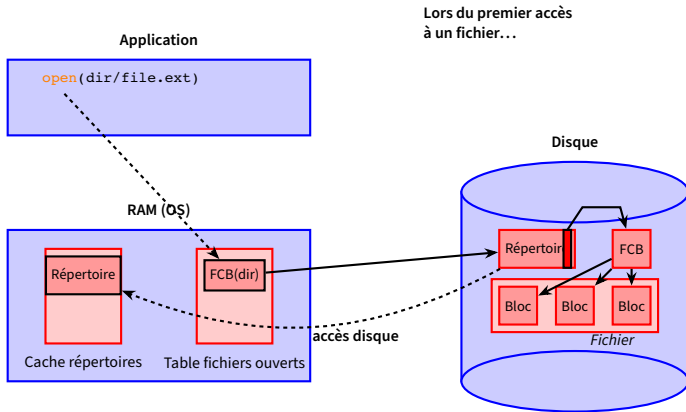 Lors du premier accès
à un fichier…
Application
open(dir/file.ext)
Disque
RAM (OS)
Répertoire
FCB(dir)
Répertoir
FCB
Bloc
Bloc
Bloc
Fichier
accès disque
Cache répertoires
Table fichiers ouverts